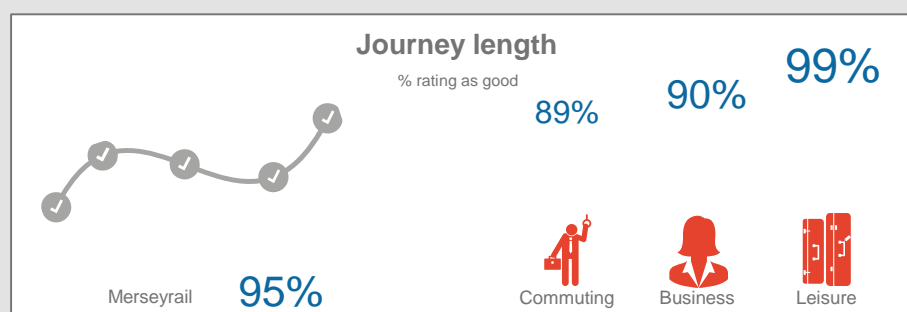 Journey length
% rating as good
89%
90%
99%
Merseyrail
95%
Commuting
Business
Leisure